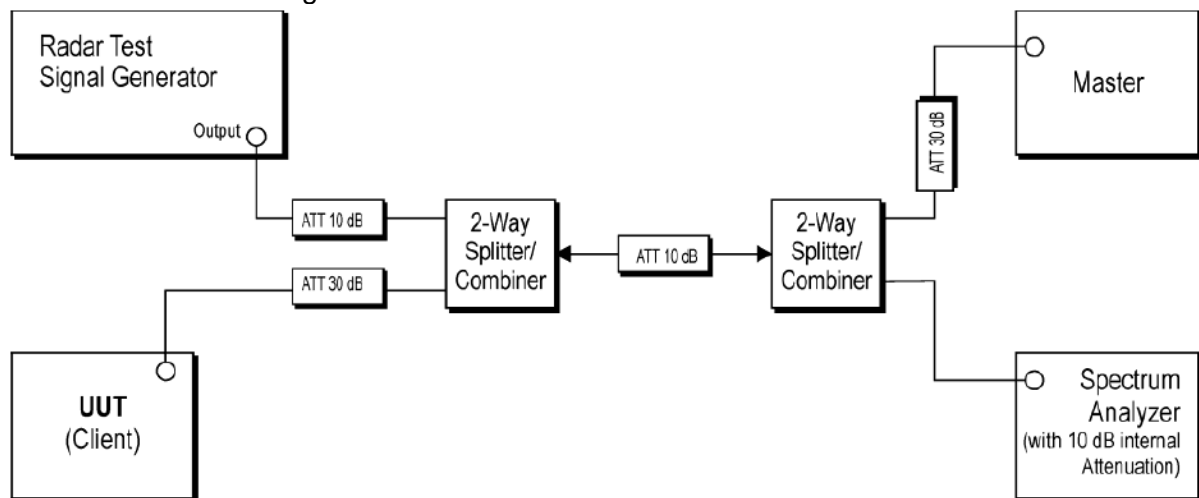 Radar Test
Signal Generator
Output
ATT 10 dB
ATT 30 dB
2-Way
Splitter/
Combiner
ATT 10 dB
2-Way
Splitter/
Combiner
ATT 30 dB
Master
UUT
(Client)
Spectrum
Analyzer
(with 10 dB internal
Attenuation)